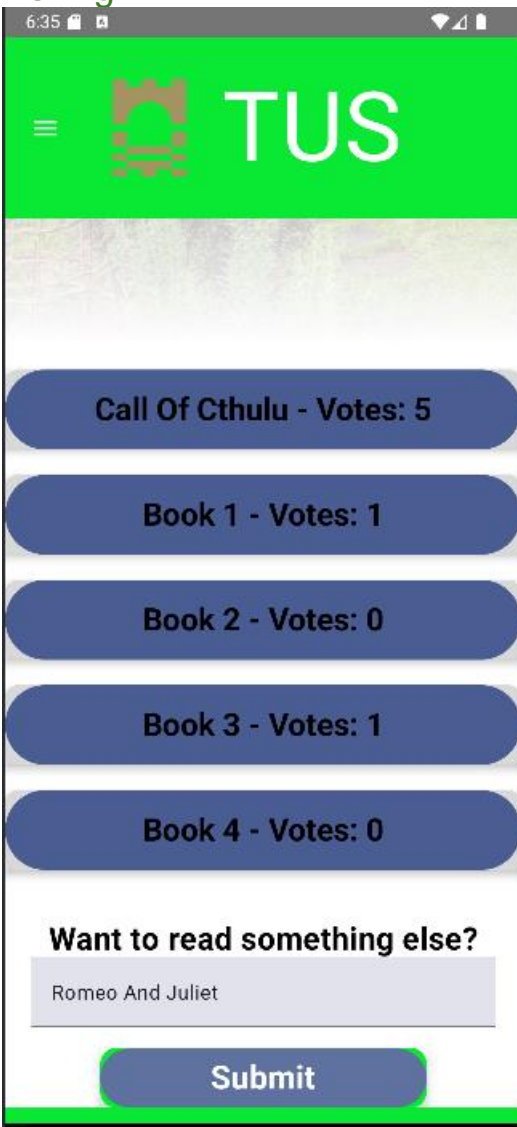 6:35
TUS
Call Of Cthulu - Votes: 5
Book 1 - Votes: 1
Book 2 - Votes: 0
Book 3 - Votes: 1
Book 4 - Votes: 0
Want to read something else?
Romeo And Juliet
Submit